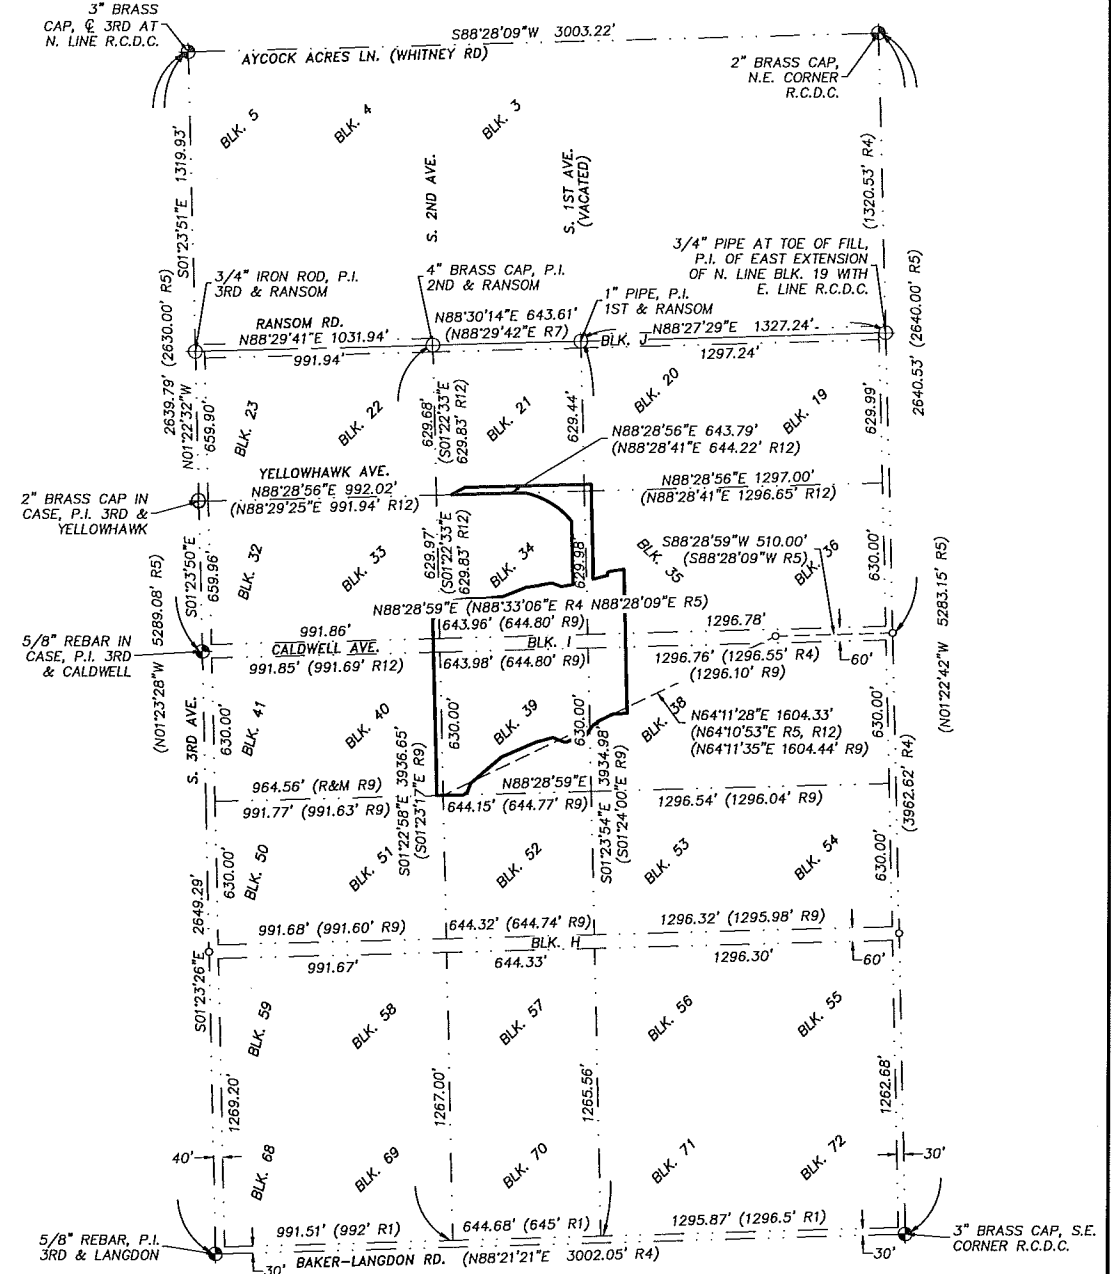 3" BRASS
CAP, ℄ 3RD AT
N. LINE R.C.D.C.
S88°28'09"W 3003.22'
AYCOCK ACRES LN. (WHITNEY RD)
2" BRASS CAP,
N.E. CORNER
R.C.D.C.
BLK. 5
BLK. 4
BLK. 3
S01°23'51"E 1319.93'
S. 2ND AVE.
S. 1ST AVE.
(VACATED)
(1320.53' R4)
3/4" IRON ROD, P.I.
3RD & RANSOM
4" BRASS CAP, P.I.
2ND & RANSOM
3/4" PIPE AT TOE OF FILL,
P.I. OF EAST EXTENSION
OF N. LINE BLK. 19 WITH
E. LINE R.C.D.C.
1" PIPE, P.I.
1ST & RANSOM
RANSOM RD.
N88°29'41"E 1031.94'
991.94'
N88°30'14"E 643.61'
(N88°29'42"E R7)
BLK. J
N88°27'29"E 1327.24'
1297.24'
2639.79' (2630.00' R5)
N01°22'32"W
659.90'
2640.53' (2640.00' R5)
BLK. 23
BLK. 22
BLK. 21
BLK. 20
BLK. 19
629.68'
(S01°22'33"E
629.83' R12)
629.44'
629.99'
N88°28'56"E 643.79'
(N88°28'41"E 644.22' R12)
YELLOWHAWK AVE.
N88°28'56"E 992.02'
(N88°29'25"E 991.94' R12)
N88°28'56"E 1297.00'
(N88°28'41"E 1296.65' R12)
2" BRASS CAP IN
CASE, P.I. 3RD &
YELLOWHAWK
S01°23'50"E
659.96'
BLK. 32
BLK. 33
629.97'
(S01°22'33"E
629.83' R12)
BLK. 34
629.98'
BLK. 35
BLK. 36
S88°28'59"W 510.00'
(S88°28'09"W R5)
630.00'
(N01°23'28"W 5289.08' R5)
(N01°22'42"W 5283.15' R5)
N88°28'59"E (N88°33'06"E R4 N88°28'09"E R5)
991.86'
643.96' (644.80' R9)
1296.78'
5/8" REBAR IN
CASE, P.I. 3RD
& CALDWELL
CALDWELL AVE.
BLK. I
991.85' (991.69' R12)
643.98' (644.80' R9)
1296.76' (1296.55' R4)
(1296.10' R9)
60'
S. 3RD AVE.
630.00'
BLK. 41
BLK. 40
S01°22'58"E 3936.65'
(S01°23'17"E R9)
630.00'
BLK. 39
630.00'
S01°23'54"E 3934.98'
(S01°24'00"E R9)
BLK. 38
N64°11'28"E 1604.33'
(N64°10'53"E R5, R12)
(N64°11'35"E 1604.44' R9)
630.00'
(3962.62' R4)
964.56' (R&M R9)
991.77' (991.63' R9)
N88°28'59"E
644.15' (644.77' R9)
1296.54' (1296.04' R9)
S01°23'26"E 2649.29'
630.00'
BLK. 50
BLK. 51
BLK. 52
BLK. 53
BLK. 54
630.00'
991.68' (991.60' R9)
644.32' (644.74' R9)
1296.32' (1295.98' R9)
BLK. H
991.67'
644.33'
1296.30'
60'
BLK. 59
BLK. 58
BLK. 57
BLK. 56
BLK. 55
1269.20'
1267.00'
1265.56'
1262.68'
40'
BLK. 68
BLK. 69
BLK. 70
BLK. 71
BLK. 72
30'
5/8" REBAR, P.I.
3RD & LANGDON
991.51' (992' R1)
644.68' (645' R1)
1295.87' (1296.5' R1)
3" BRASS CAP, S.E.
CORNER R.C.D.C.
30'
BAKER-LANGDON RD. (N88°21'21"E 3002.05' R4)
30'